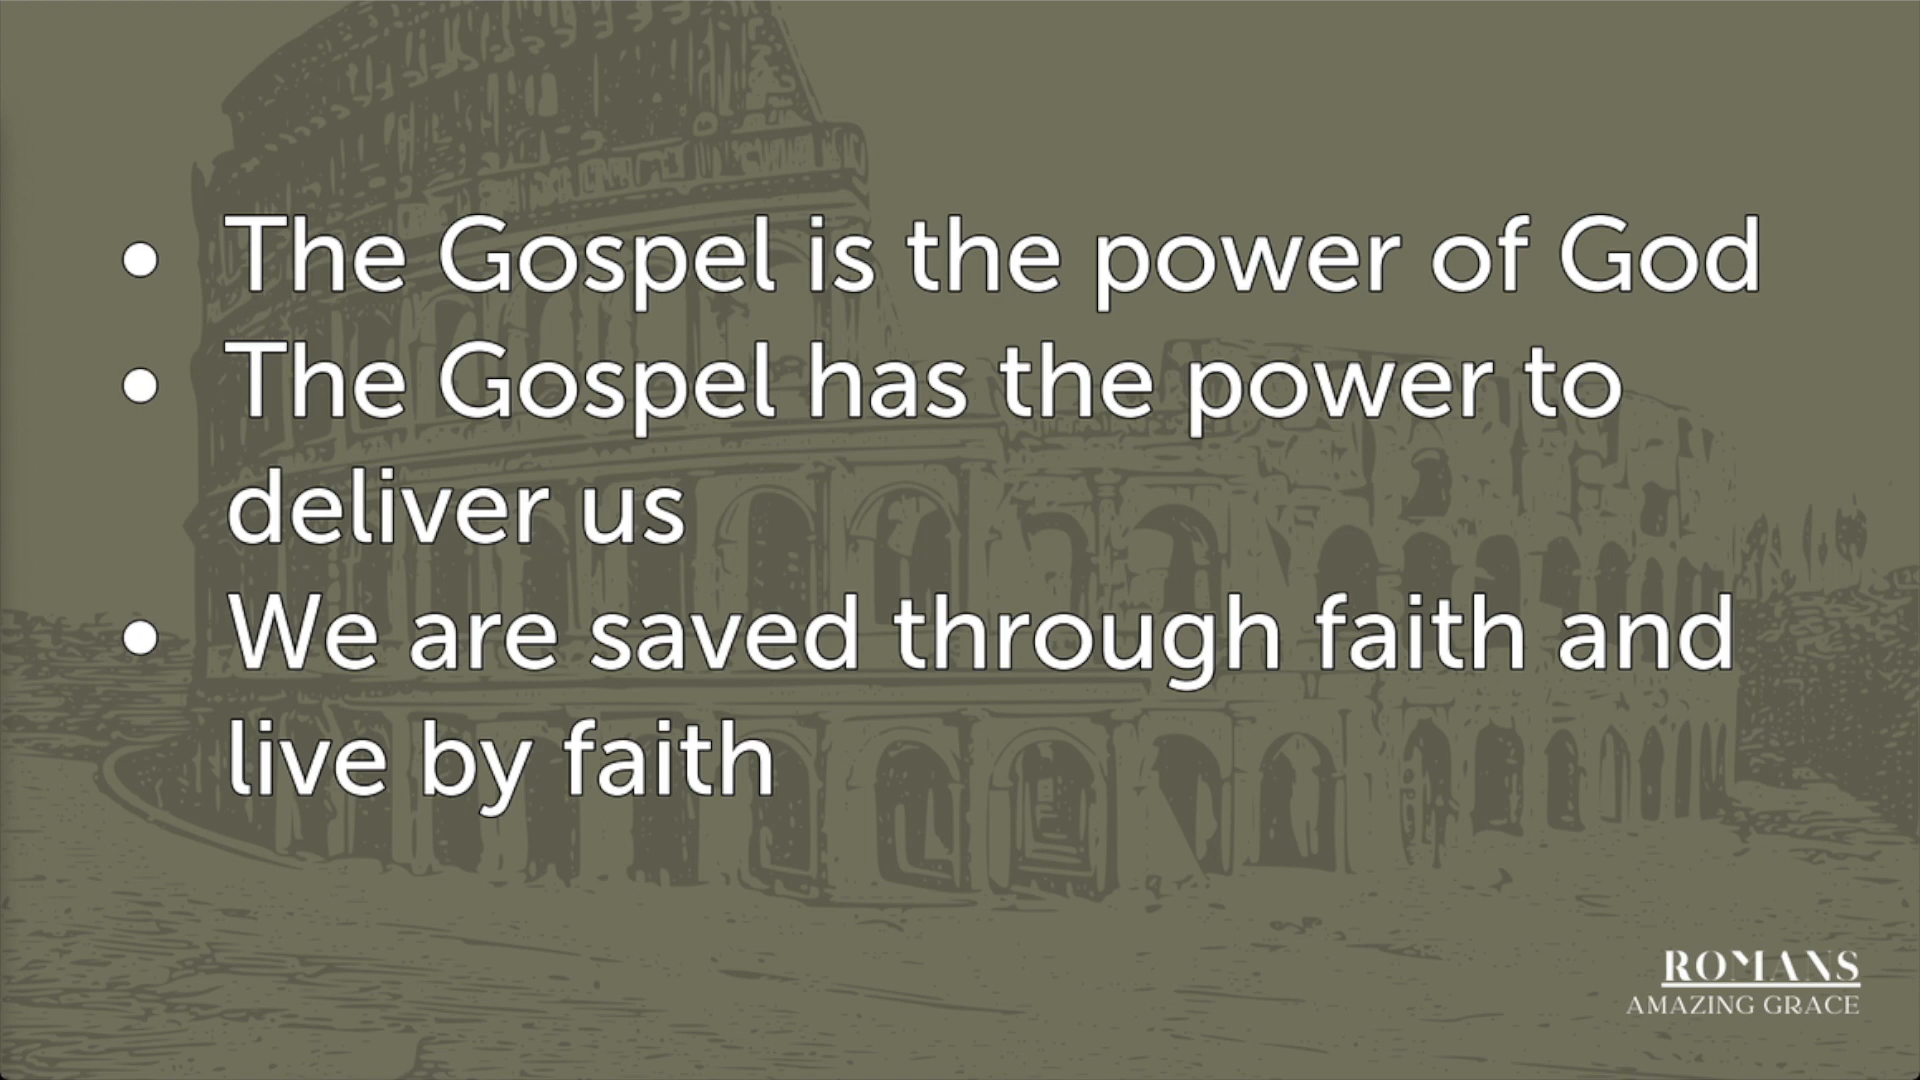 • The Gospel is the power of God
• The Gospel has the power to
deliver us
• We are saved through faith and
live by faith
ROMANS
AMAZING GRACE